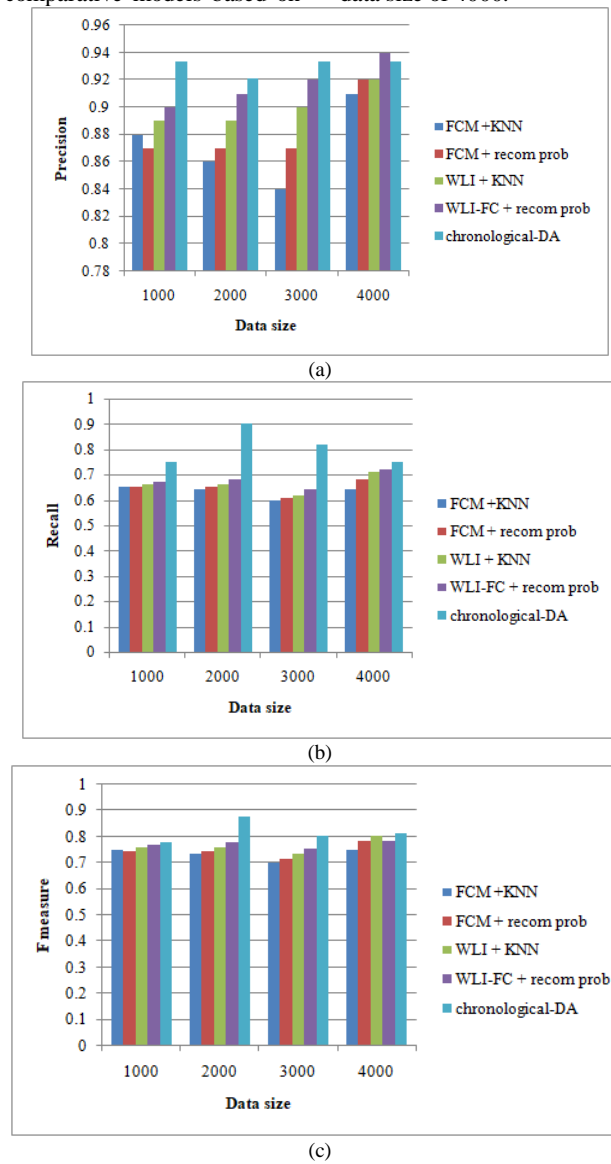 comparative models based on data size of 4000.
0.96
0.94
0.92
0.9
0.88
0.86
0.84
0.82
0.8
0.78
Precision
1000 2000 3000 4000
Data size
FCM +KNN
FCM + recom prob
WLI + KNN
WLI-FC + recom prob
chronological-DA
(a)
1
0.9
0.8
0.7
0.6
0.5
0.4
0.3
0.2
0.1
0
Recall
1000 2000 3000 4000
Data size
FCM +KNN
FCM + recom prob
WLI + KNN
WLI-FC + recom prob
chronological-DA
(b)
1
0.9
0.8
0.7
0.6
0.5
0.4
0.3
0.2
0.1
0
F measure
1000 2000 3000 4000
Data size
FCM +KNN
FCM + recom prob
WLI + KNN
WLI-FC + recom prob
chronological-DA
(c)